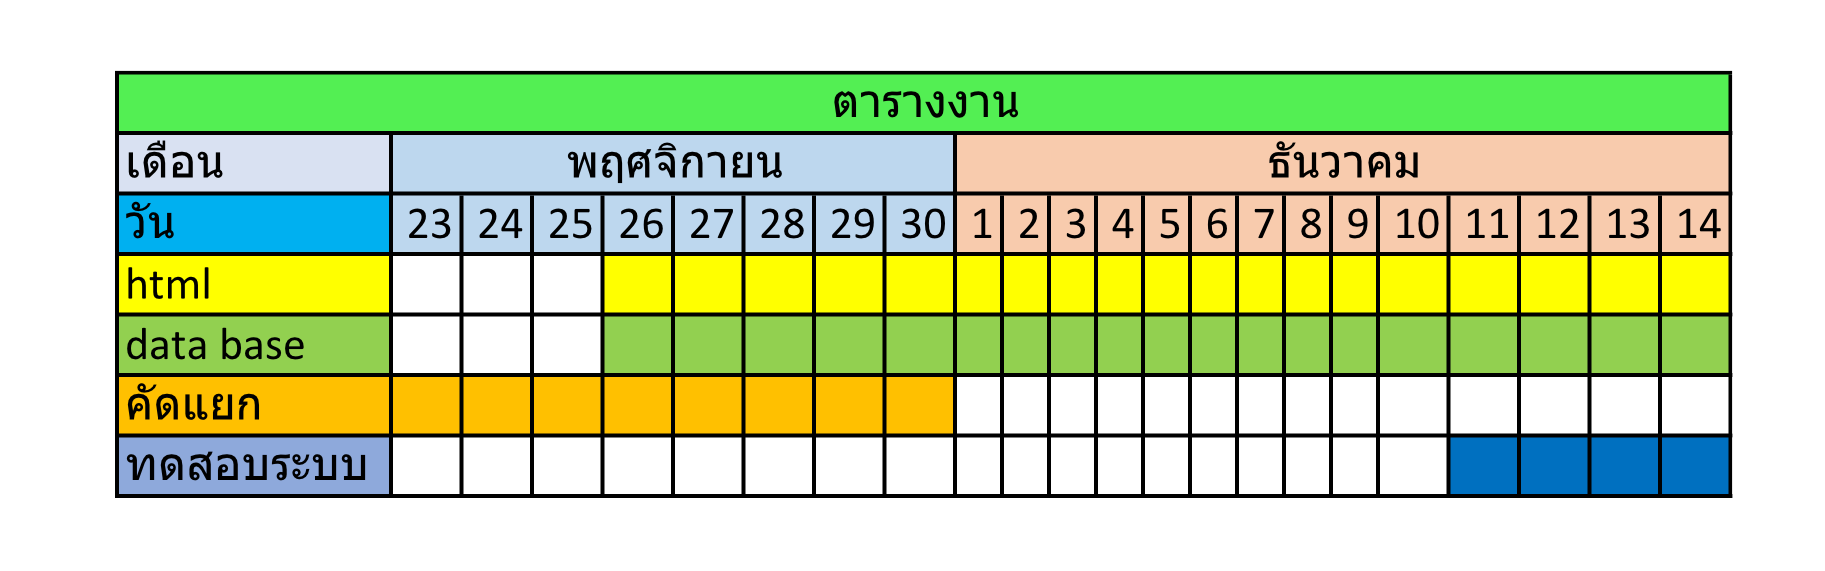 ตารางงาน
เดือน พฤศจิกายน ธันวาคม
วัน 23 24 25 26 27 28 29 30 1 2 3 4 5 6 7 8 9 10 11 12 13 14
html
data base
คัดแยก
ทดสอบระบบ